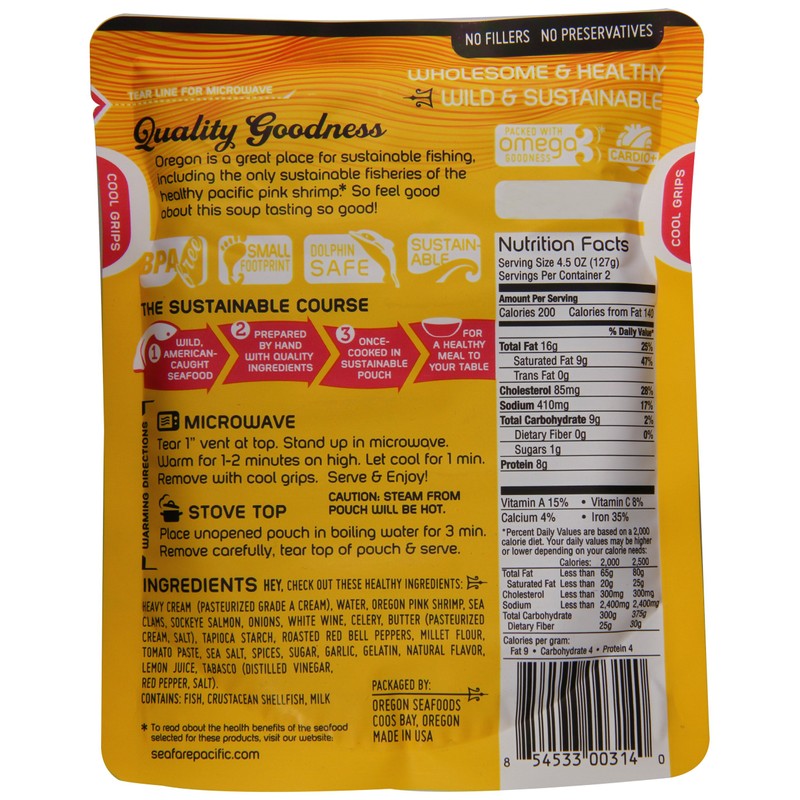 NO FILLERS NO PRESERVATIVES
TEAR LINE FOR MICROWAVE
WHOLESOME & HEALTHY
WILD & SUSTAINABLE
Quality Goodness
Oregon is a great place for sustainable fishing,
including the only sustainable fisheries of the
healthy pacific pink shrimp.* So feel good
about this soup tasting so good!
PACKED WITH
omega 3
GOODNESS
CARDIO+
COOL GRIPS
COOL GRIPS
BPA free
SMALL
FOOTPRINT
DOLPHIN
SAFE
SUSTAIN-
ABLE
THE SUSTAINABLE COURSE
1 WILD,
AMERICAN-
CAUGHT
SEAFOOD
2 PREPARED
BY HAND
WITH QUALITY
INGREDIENTS
3 ONCE-
COOKED IN
SUSTAINABLE
POUCH
FOR
A HEALTHY
MEAL TO
YOUR TABLE
WARMING DIRECTIONS
MICROWAVE
Tear 1" vent at top. Stand up in microwave.
Warm for 1-2 minutes on high. Let cool for 1 min.
Remove with cool grips. Serve & Enjoy!
CAUTION: STEAM FROM
POUCH WILL BE HOT.
STOVE TOP
Place unopened pouch in boiling water for 3 min.
Remove carefully, tear top of pouch & serve.
INGREDIENTS HEY, CHECK OUT THESE HEALTHY INGREDIENTS:
HEAVY CREAM (PASTEURIZED GRADE A CREAM), WATER, OREGON PINK SHRIMP, SEA
CLAMS, SOCKEYE SALMON, ONIONS, WHITE WINE, CELERY, BUTTER (PASTEURIZED
CREAM, SALT), TAPIOCA STARCH, ROASTED RED BELL PEPPERS, MILLET FLOUR,
TOMATO PASTE, SEA SALT, SPICES, SUGAR, GARLIC, GELATIN, NATURAL FLAVOR,
LEMON JUICE, TABASCO (DISTILLED VINEGAR,
RED PEPPER, SALT).
CONTAINS: FISH, CRUSTACEAN SHELLFISH, MILK
PACKAGED BY:
OREGON SEAFOODS
COOS BAY, OREGON
MADE IN USA
* To read about the health benefits of the seafood
selected for these products, visit our website:
seafarepacific.com
Nutrition Facts
Serving Size 4.5 OZ (127g)
Servings Per Container 2
Amount Per Serving
Calories 200 Calories from Fat 140
% Daily Value*
Total Fat 16g 25%
Saturated Fat 9g 47%
Trans Fat 0g
Cholesterol 85mg 28%
Sodium 410mg 17%
Total Carbohydrate 9g 2%
Dietary Fiber 0g 0%
Sugars 1g
Protein 8g
Vitamin A 15% • Vitamin C 8%
Calcium 4% • Iron 35%
*Percent Daily Values are based on a 2,000
calorie diet. Your daily values may be higher
or lower depending on your calorie needs:
Calories: 2,000 2,500
Total Fat Less than 65g 80g
Saturated Fat Less than 20g 25g
Cholesterol Less than 300mg 300mg
Sodium Less than 2,400mg 2,400mg
Total Carbohydrate 300g 375g
Dietary Fiber 25g 30g
Calories per gram:
Fat 9 • Carbohydrate 4 • Protein 4
8 54533 00314 0